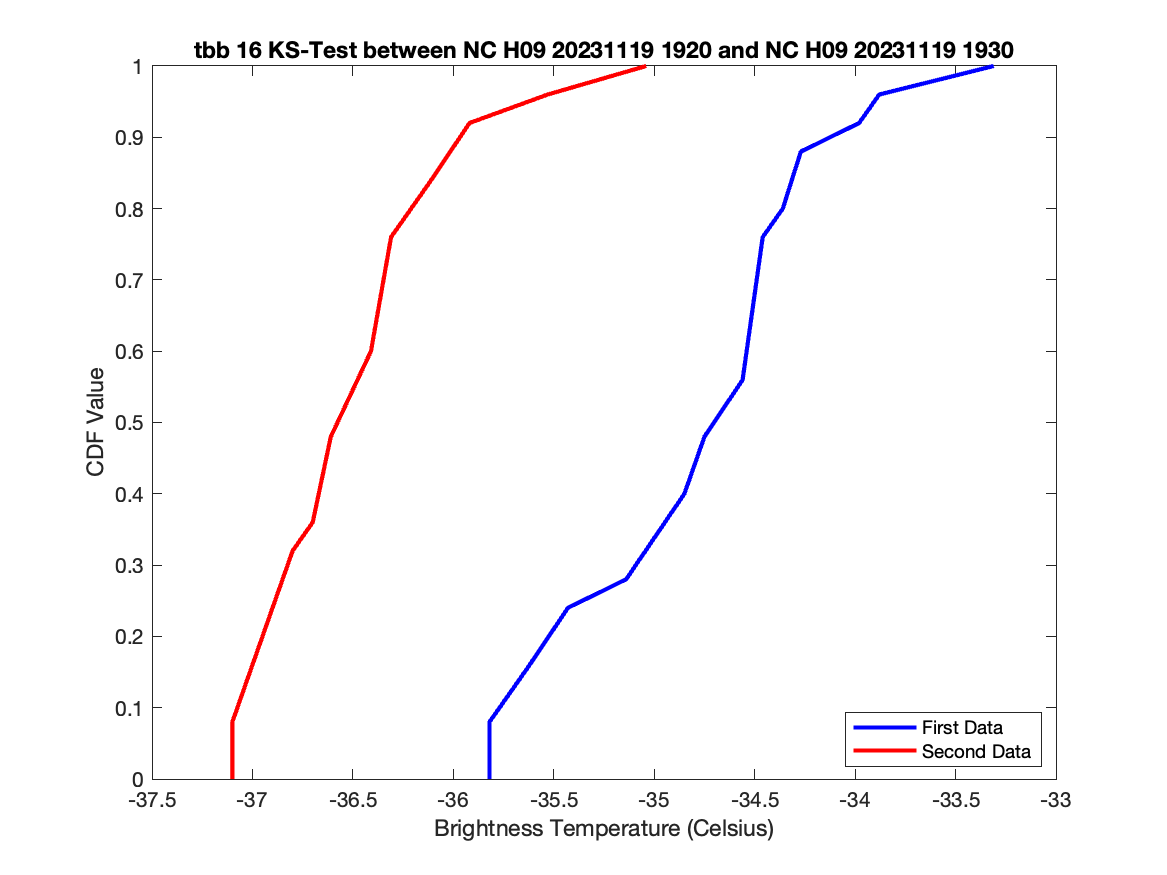 tbb 16 KS-Test between NC H09 20231119 1920 and NC H09 20231119 1930
1
0.9
0.8
0.7
0.6
0.5
0.4
0.3
0.2
0.1
0
CDF Value
First Data
Second Data
-37.5 -37 -36.5 -36 -35.5 -35 -34.5 -34 -33.5 -33
Brightness Temperature (Celsius)